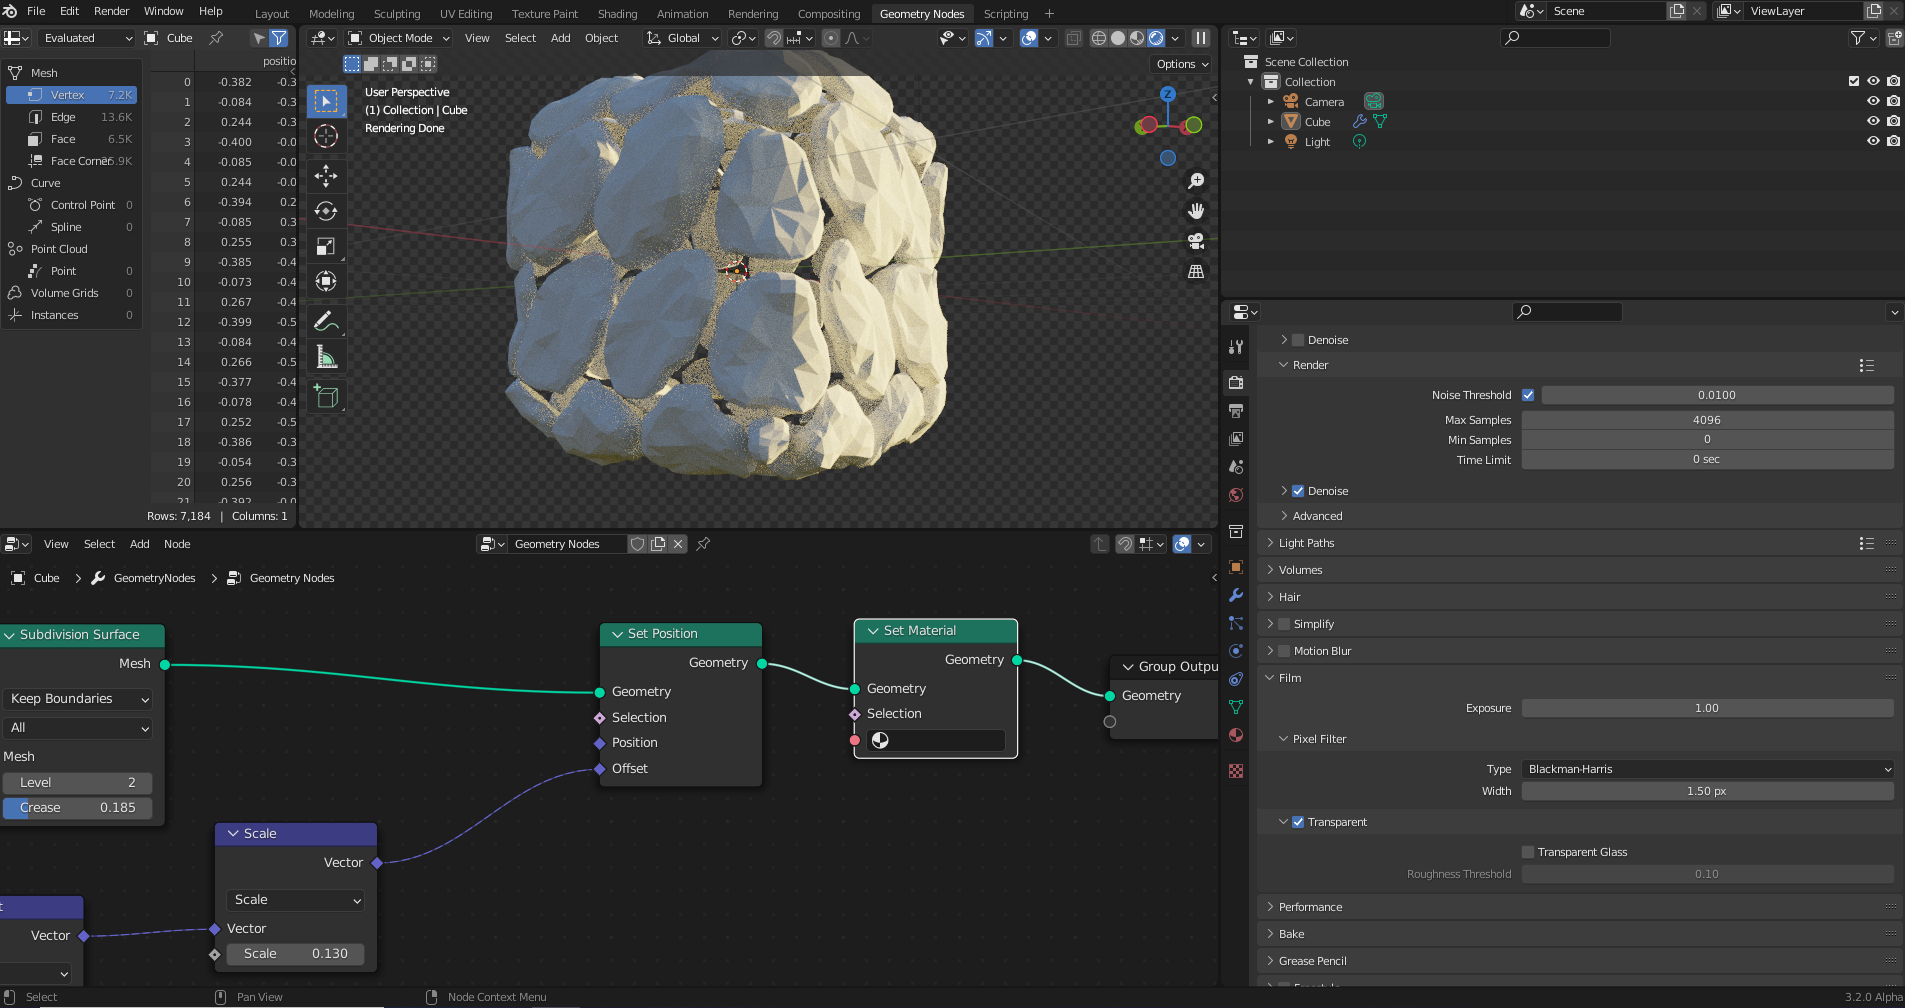 File Edit Render Window Help Layout Modeling Sculpting UV Editing Texture Paint Shading Animation Rendering Compositing Geometry Nodes Scripting + Scene ViewLayer
Evaluated Cube
positio
Mesh
Vertex 7.2K
Edge 13.6K
Face 6.5K
Face Corner
Curve
Control Point 0
Spline 0
Point Cloud
Point 0
Volume Grids 0
Instances 0
0 -0.382 -0.3
1 -0.084 -0.3
2 0.244 -0.3
3 -0.400 -0.0
4 -0.085 -0.0
5 0.244 -0.0
6 -0.394 0.2
7 -0.085 0.3
8 0.255 0.3
9 -0.385 -0.4
10 -0.073 -0.4
11 0.267 -0.4
12 -0.399 -0.5
13 -0.084 -0.4
14 0.266 -0.5
15 -0.377 -0.4
16 -0.078 -0.4
17 0.252 -0.5
18 -0.386 -0.3
19 -0.054 -0.3
20 0.256 -0.3
21 -0.392 -0.0
Rows: 7,184 | Columns: 1
Object Mode View Select Add Object Global
Options
User Perspective
(1) Collection | Cube
Rendering Done
Z
Scene Collection
Collection
Camera
Cube
Light
Denoise
Render
Noise Threshold 0.0100
Max Samples 4096
Min Samples 0
Time Limit 0 sec
Denoise
Advanced
Light Paths
Volumes
Hair
Simplify
Motion Blur
Film
Exposure 1.00
Pixel Filter
Type Blackman-Harris
Width 1.50 px
Transparent
Transparent Glass
Roughness Threshold 0.10
Performance
Bake
Grease Pencil
View Select Add Node Geometry Nodes
Cube > GeometryNodes > Geometry Nodes
Subdivision Surface
Mesh
Keep Boundaries
All
Mesh
Level 2
Crease 0.185
Set Position
Geometry
Geometry
Selection
Position
Offset
Set Material
Geometry
Geometry
Selection
Group Outpu
Geometry
Scale
Vector
Scale
Vector
Scale 0.130
t
Vector
Select Pan View Node Context Menu 3.2.0 Alpha